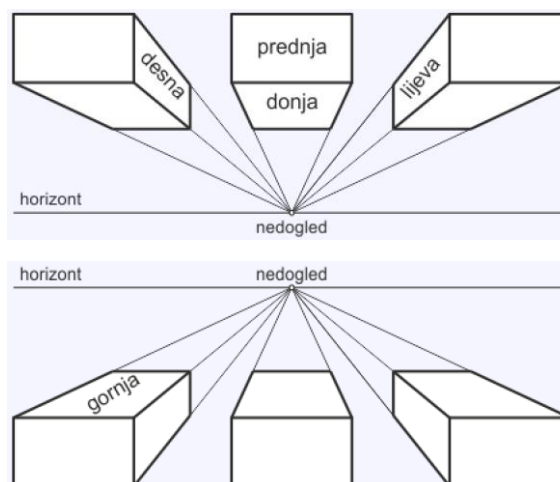 desna
prednja
donja
lijeva
horizont
nedogled
horizont
nedogled
gornja